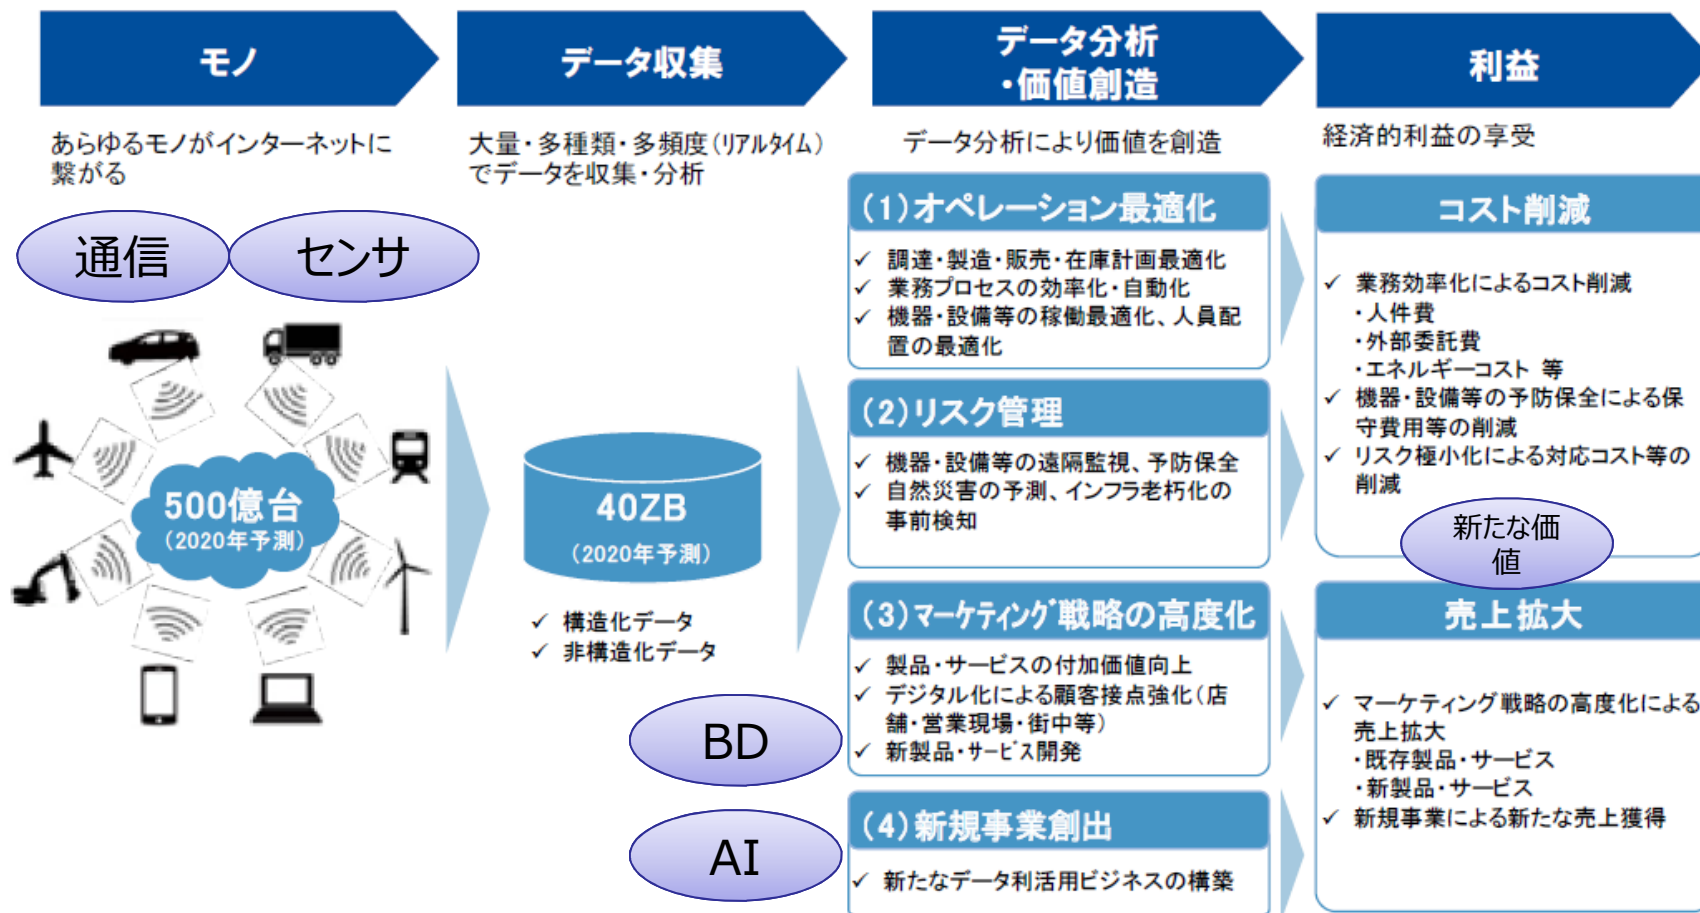 モノ
データ収集
データ分析
・価値創造
利益
あらゆるモノがインターネットに
繋がる
大量・多種類・多頻度(リアルタイム)
でデータを収集・分析
データ分析により価値を創造
経済的利益の享受
通信
センサ
500億台
(2020年予測)
40ZB
(2020年予測)
✓ 構造化データ
✓ 非構造化データ
BD
AI
(1)オペレーション最適化
✓ 調達・製造・販売・在庫計画最適化
✓ 業務プロセスの効率化・自動化
✓ 機器・設備等の稼働最適化、人員配
置の最適化
(2)リスク管理
✓ 機器・設備等の遠隔監視、予防保全
✓ 自然災害の予測、インフラ老朽化の
事前検知
(3)マーケティング戦略の高度化
✓ 製品・サービスの付加価値向上
✓ デジタル化による顧客接点強化(店
舗・営業現場・街中等)
✓ 新製品・サービス開発
(4)新規事業創出
✓ 新たなデータ利活用ビジネスの構築
コスト削減
✓ 業務効率化によるコスト削減
・人件費
・外部委託費
・エネルギーコスト 等
✓ 機器・設備等の予防保全による保
守費用等の削減
✓ リスク極小化による対応コスト等の
削減
新たな価
値
売上拡大
✓ マーケティング戦略の高度化による
売上拡大
・既存製品・サービス
・新製品・サービス
✓ 新規事業による新たな売上獲得